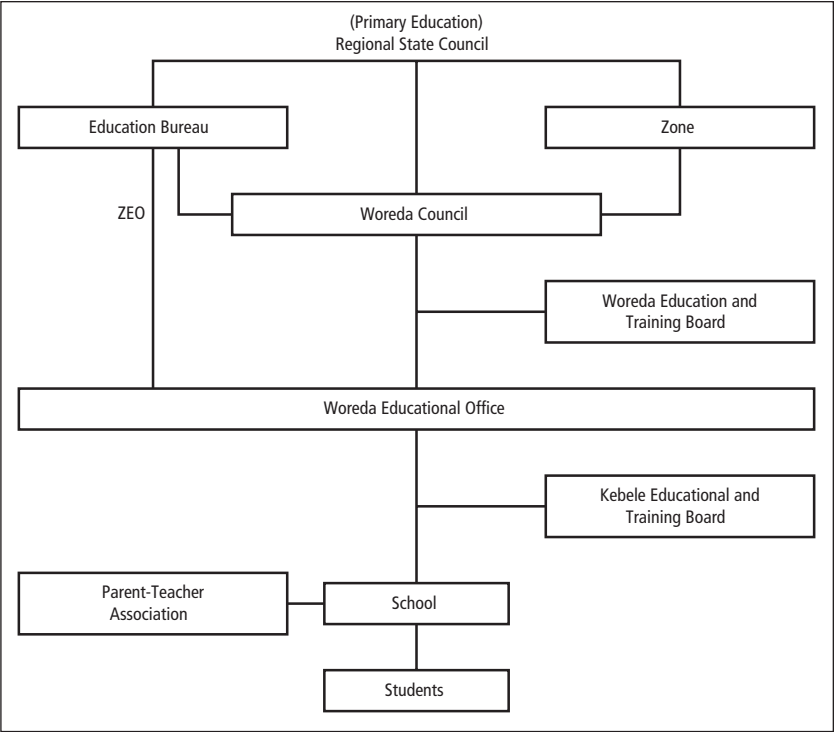 (Primary Education)
Regional State Council
Education Bureau
Zone
ZEO
Woreda Council
Woreda Education and
Training Board
Woreda Educational Office
Kebele Educational and
Training Board
Parent-Teacher
Association
School
Students